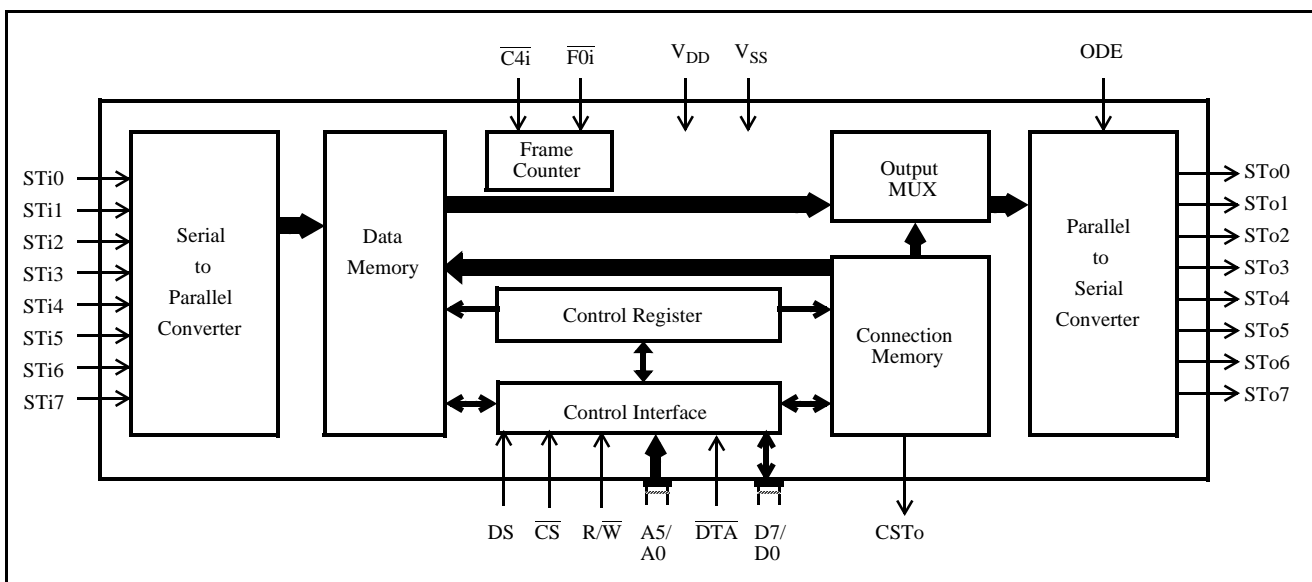 C4i F0i VDD VSS ODE
STi0
STi1
STi2
STi3
STi4
STi5
STi6
STi7
Serial
to
Parallel
Converter
Data
Memory
Frame
Counter
Control Register
Control Interface
Output
MUX
Connection
Memory
Parallel
to
Serial
Converter
STo0
STo1
STo2
STo3
STo4
STo5
STo6
STo7
DS CS R/W A5/
A0 DTA D7/
D0 CSTo